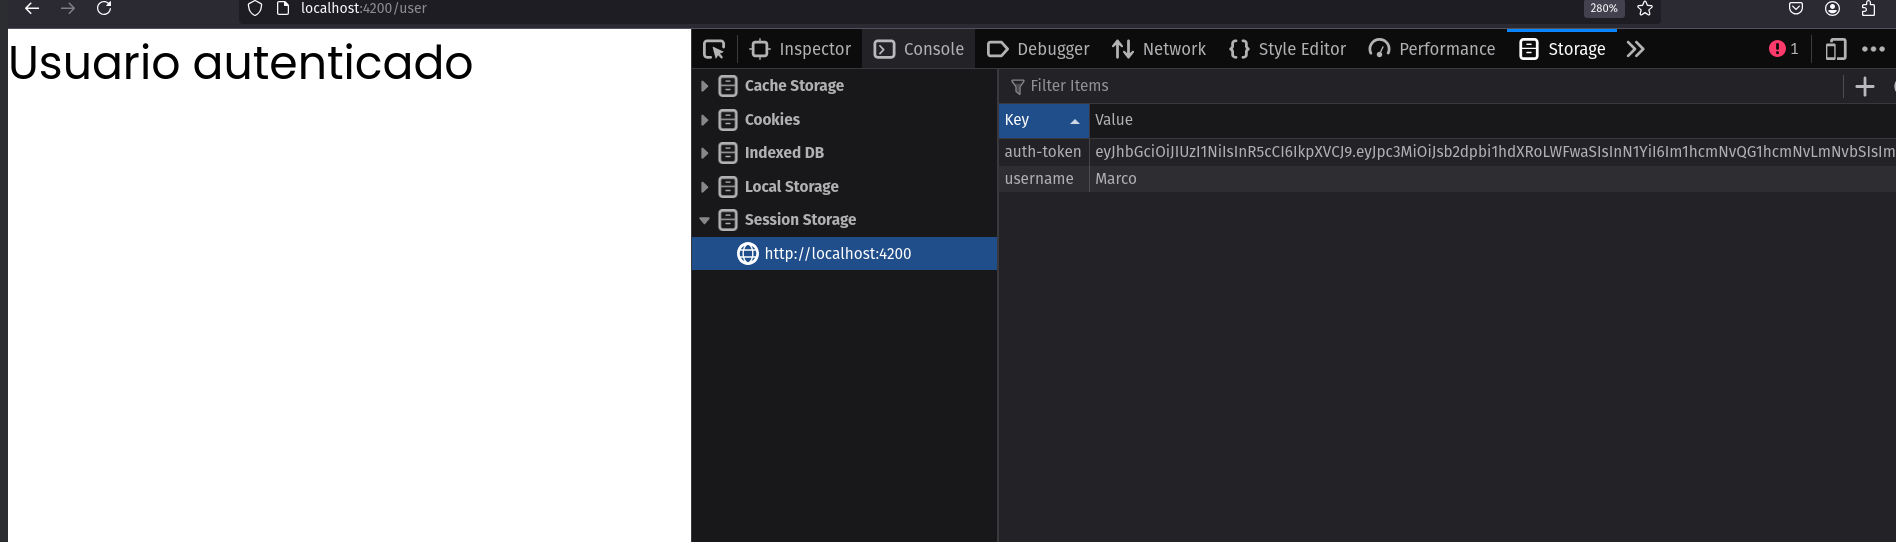 localhost:4200/user
280%
Usuario autenticado
Inspector
Console
Debugger
Network
Style Editor
Performance
Storage
1
Cache Storage
Cookies
Indexed DB
Local Storage
Session Storage
http://localhost:4200
Filter Items
Key Value
auth-token eyJhbGciOiJIUzI1NiIsInR5cCI6IkpXVCJ9.eyJpc3MiOiJsb2dpbi1hdXRoLWFwaSIsInN1YiI6Im1hcmNvQG1hcmNvLmNvbSIsIm
username Marco